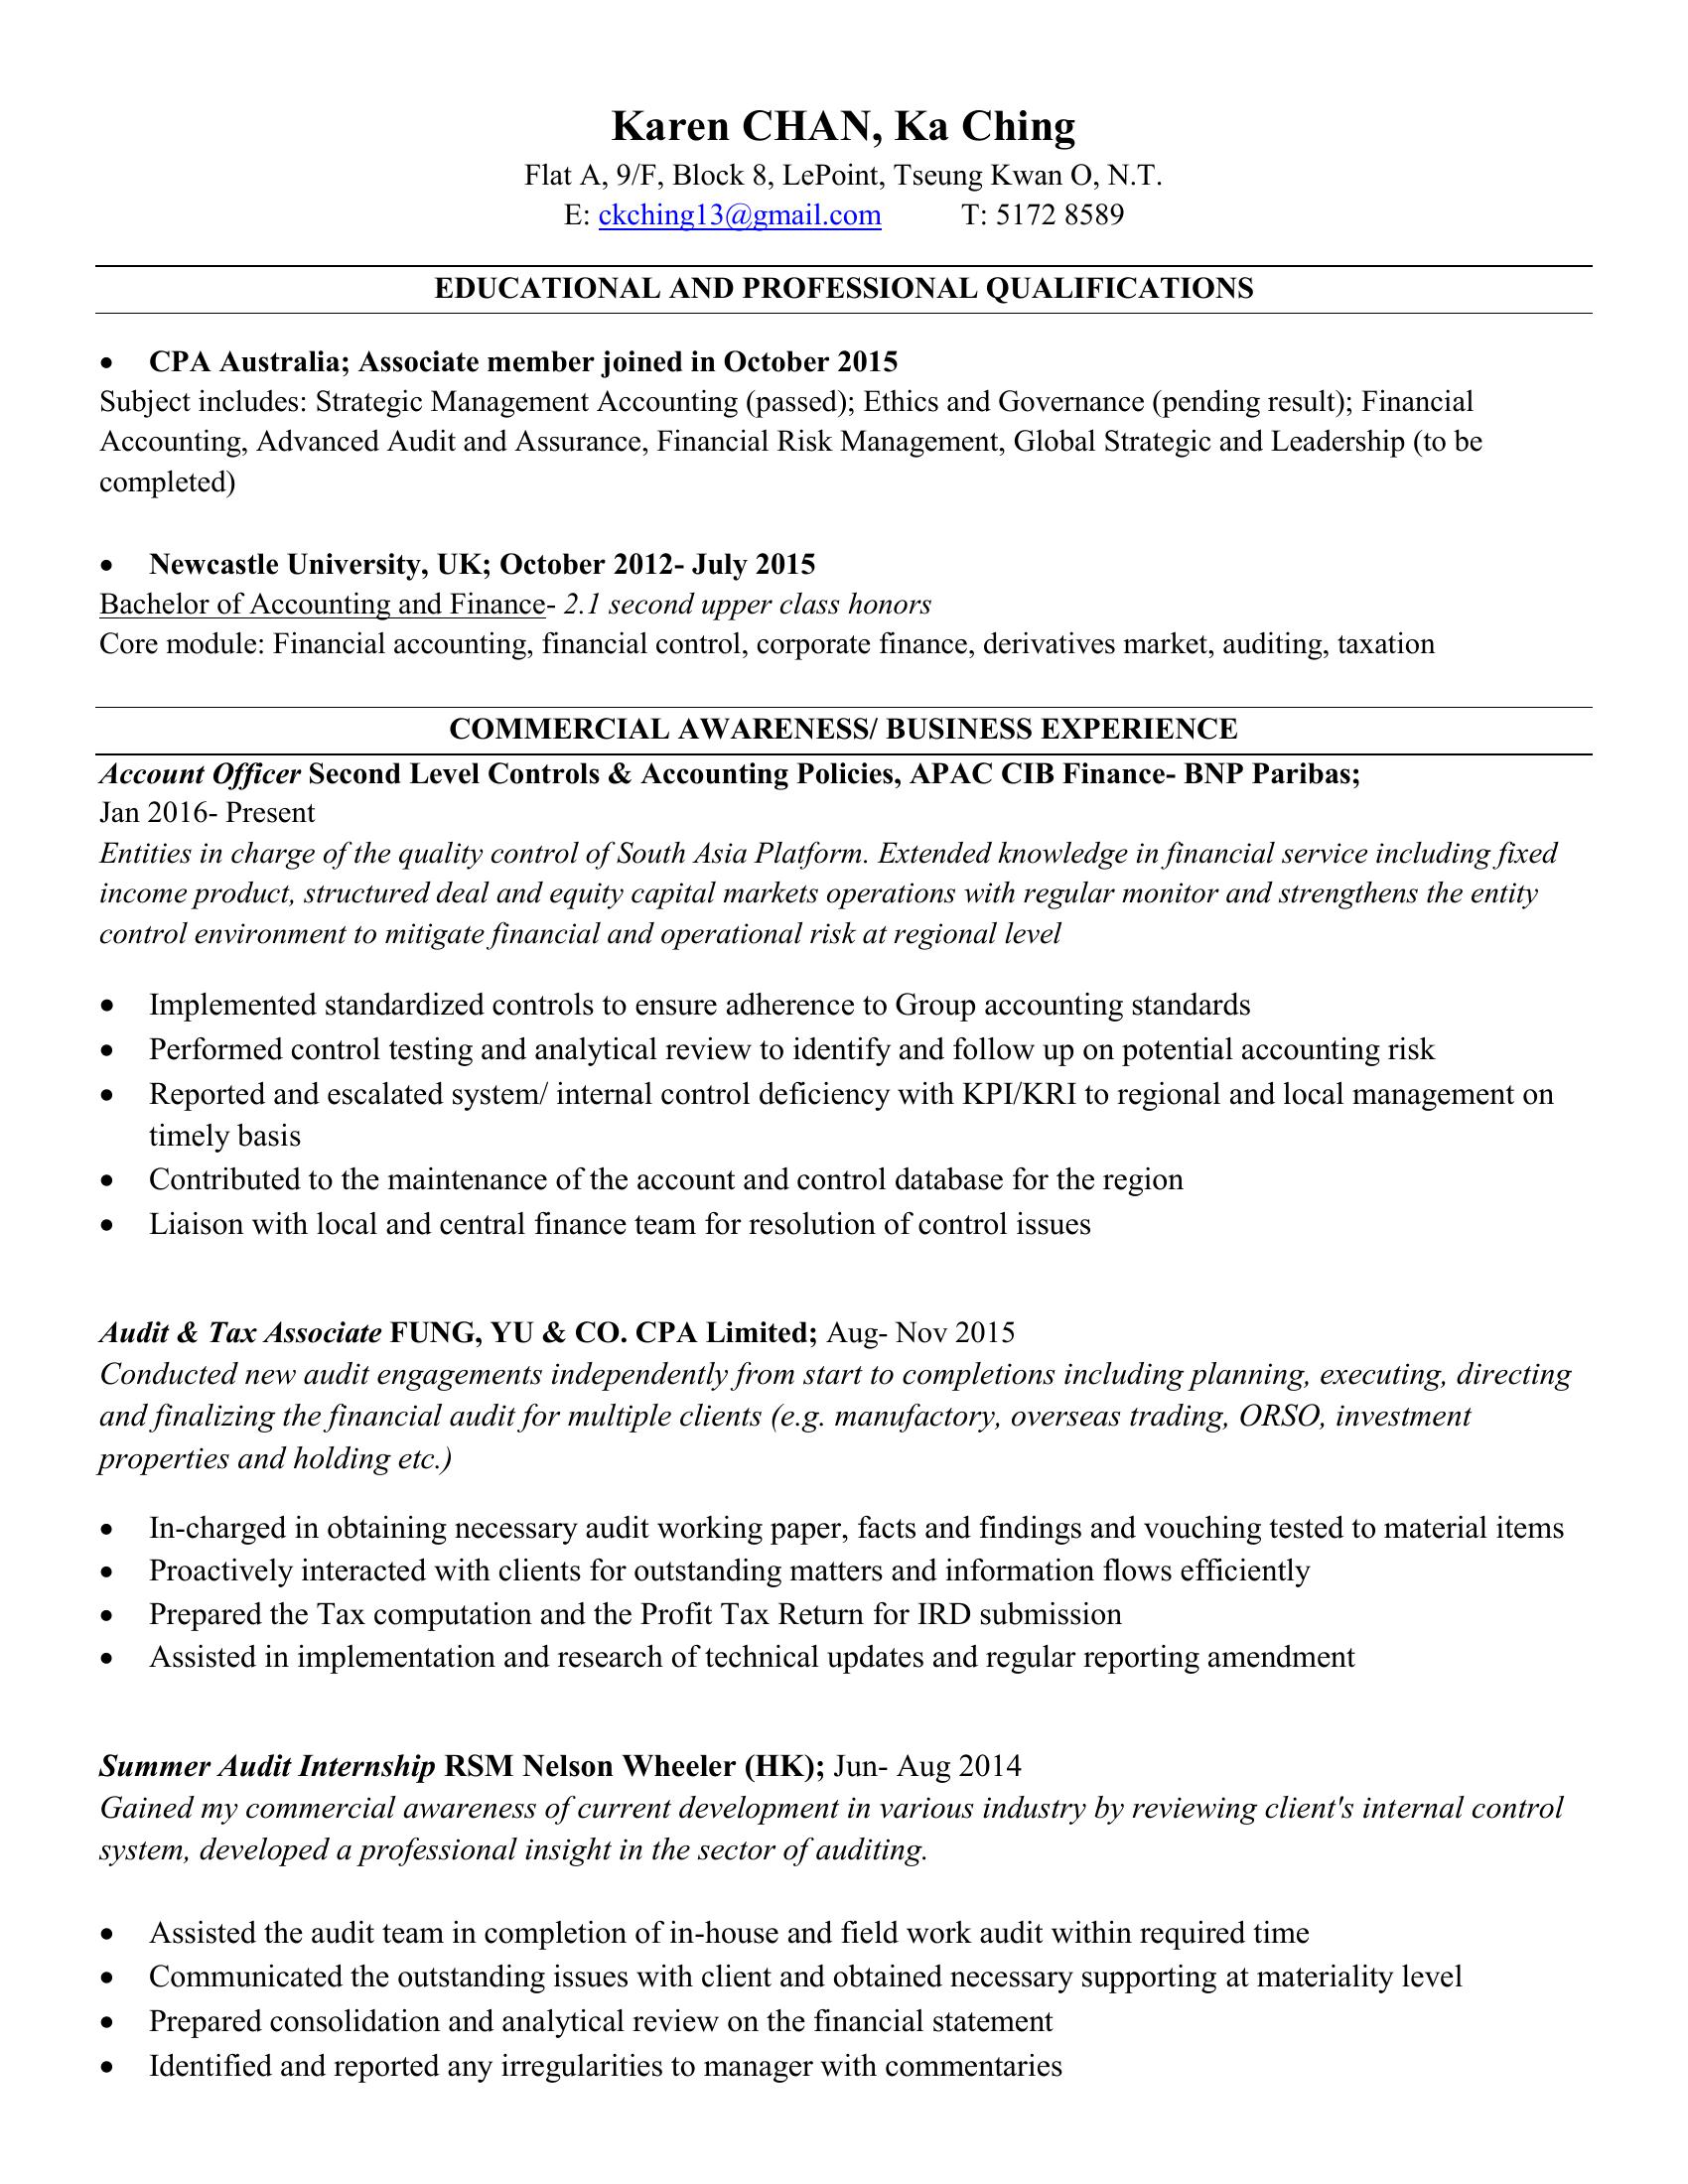 Karen CHAN, Ka Ching
Flat A, 9/F, Block 8, LePoint, Tseung Kwan O, N.T.
E: ckching13@gmail.com T: 5172 8589
EDUCATIONAL AND PROFESSIONAL QUALIFICATIONS
• CPA Australia; Associate member joined in October 2015
Subject includes: Strategic Management Accounting (passed); Ethics and Governance (pending result); Financial
Accounting, Advanced Audit and Assurance, Financial Risk Management, Global Strategic and Leadership (to be
completed)
• Newcastle University, UK; October 2012- July 2015
Bachelor of Accounting and Finance- 2.1 second upper class honors
Core module: Financial accounting, financial control, corporate finance, derivatives market, auditing, taxation
COMMERCIAL AWARENESS/ BUSINESS EXPERIENCE
Account Officer Second Level Controls & Accounting Policies, APAC CIB Finance- BNP Paribas;
Jan 2016- Present
Entities in charge of the quality control of South Asia Platform. Extended knowledge in financial service including fixed
income product, structured deal and equity capital markets operations with regular monitor and strengthens the entity
control environment to mitigate financial and operational risk at regional level
• Implemented standardized controls to ensure adherence to Group accounting standards
• Performed control testing and analytical review to identify and follow up on potential accounting risk
• Reported and escalated system/ internal control deficiency with KPI/KRI to regional and local management on
timely basis
• Contributed to the maintenance of the account and control database for the region
• Liaison with local and central finance team for resolution of control issues
Audit & Tax Associate FUNG, YU & CO. CPA Limited; Aug- Nov 2015
Conducted new audit engagements independently from start to completions including planning, executing, directing
and finalizing the financial audit for multiple clients (e.g. manufactory, overseas trading, ORSO, investment
properties and holding etc.)
• In-charged in obtaining necessary audit working paper, facts and findings and vouching tested to material items
• Proactively interacted with clients for outstanding matters and information flows efficiently
• Prepared the Tax computation and the Profit Tax Return for IRD submission
• Assisted in implementation and research of technical updates and regular reporting amendment
Summer Audit Internship RSM Nelson Wheeler (HK); Jun- Aug 2014
Gained my commercial awareness of current development in various industry by reviewing client's internal control
system, developed a professional insight in the sector of auditing.
• Assisted the audit team in completion of in-house and field work audit within required time
• Communicated the outstanding issues with client and obtained necessary supporting at materiality level
• Prepared consolidation and analytical review on the financial statement
• Identified and reported any irregularities to manager with commentaries